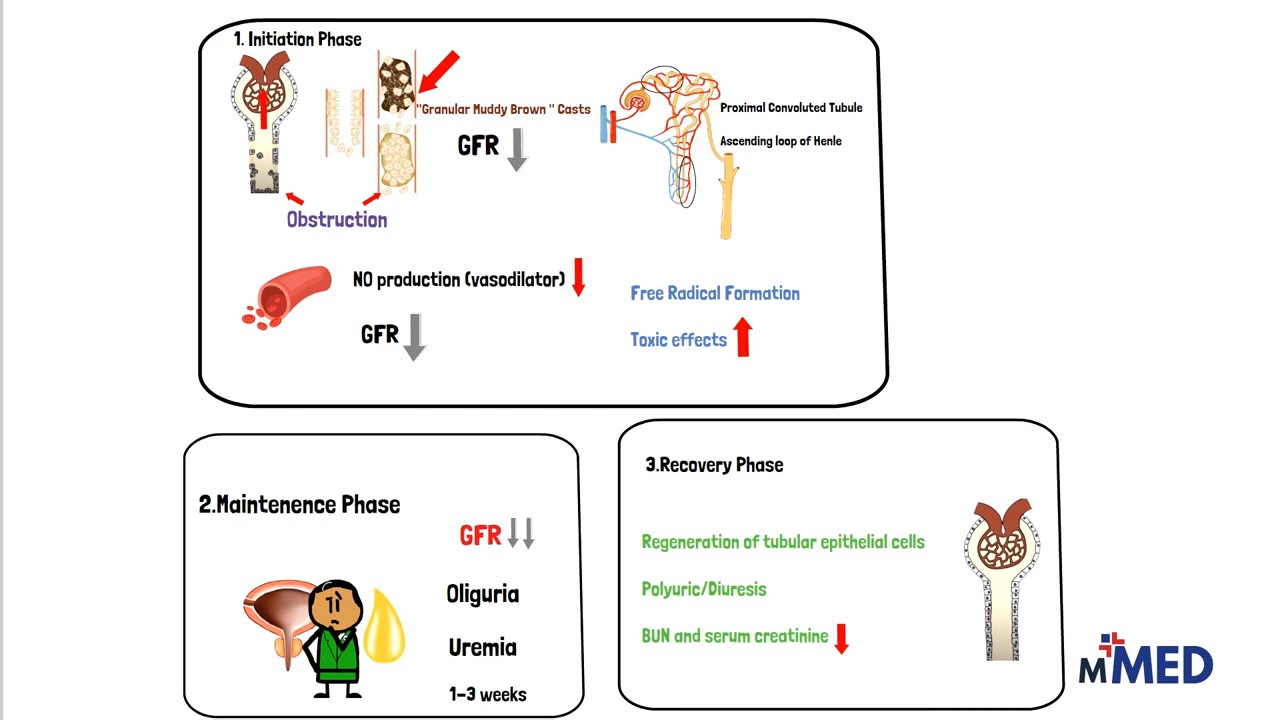 1. Initiation Phase
"Granular Muddy Brown " Casts
GFR
Obstruction
Proximal Convoluted Tubule
Ascending loop of Henle
NO production (vasodilator)
GFR
Free Radical Formation
Toxic effects
2.Maintenence Phase
GFR
Oliguria
Uremia
1-3 weeks
3.Recovery Phase
Regeneration of tubular epithelial cells
Polyuric/Diuresis
BUN and serum creatinine
MMED